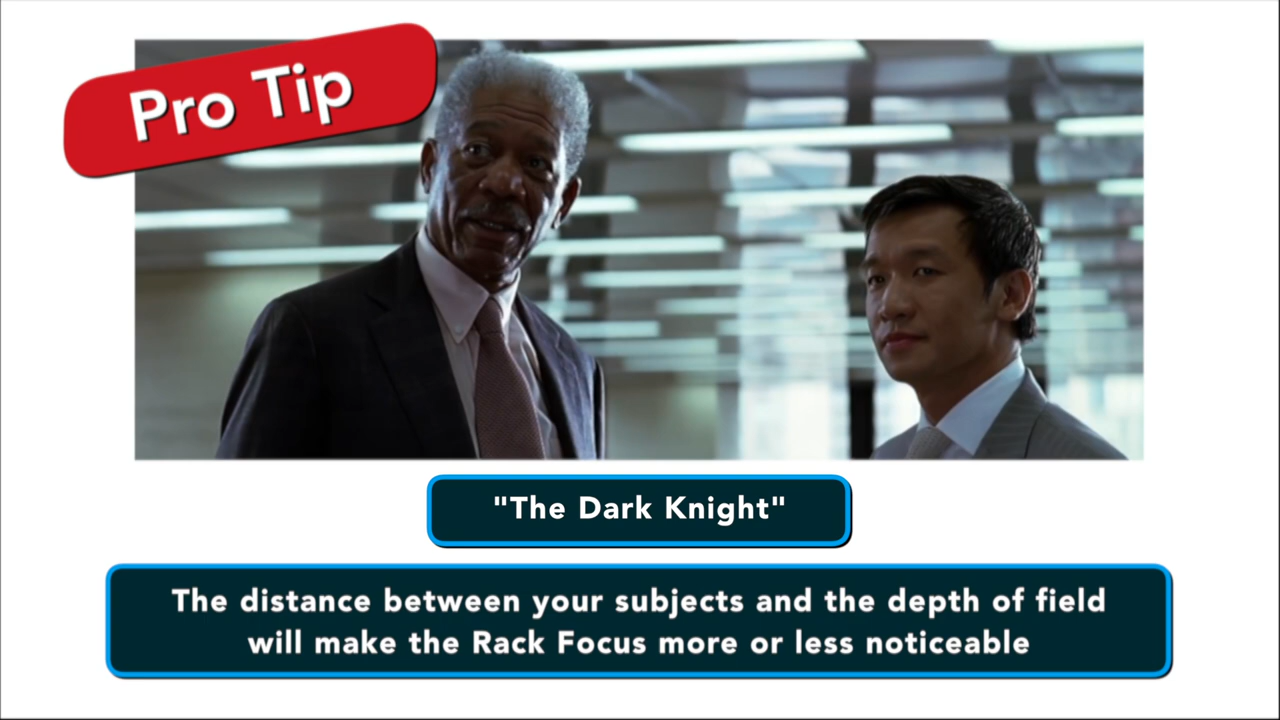 Pro Tip
"The Dark Knight"
The distance between your subjects and the depth of field
will make the Rack Focus more or less noticeable